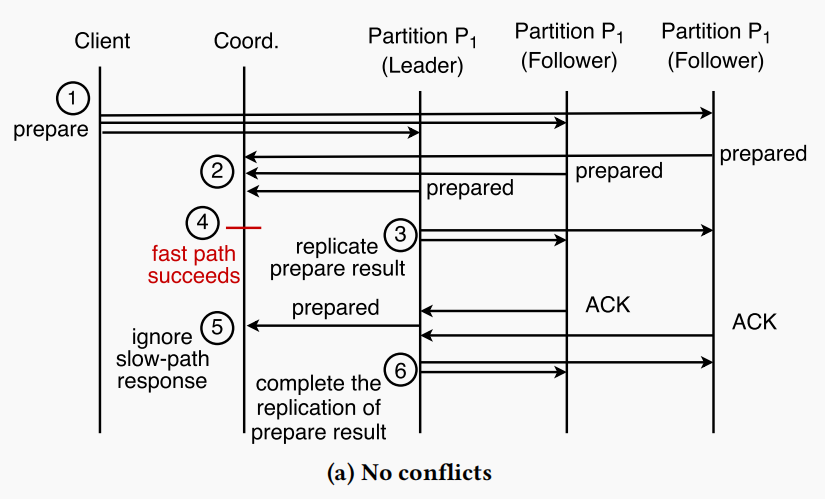 Client
Coord.
Partition P1
(Leader)
Partition P1
(Follower)
Partition P1
(Follower)
1
prepare
2
prepared
prepared
prepared
4
fast path
succeeds
3
replicate
prepare result
ACK
ACK
prepared
5
ignore
slow-path
response
6
complete the
replication of
prepare result
(a) No conflicts